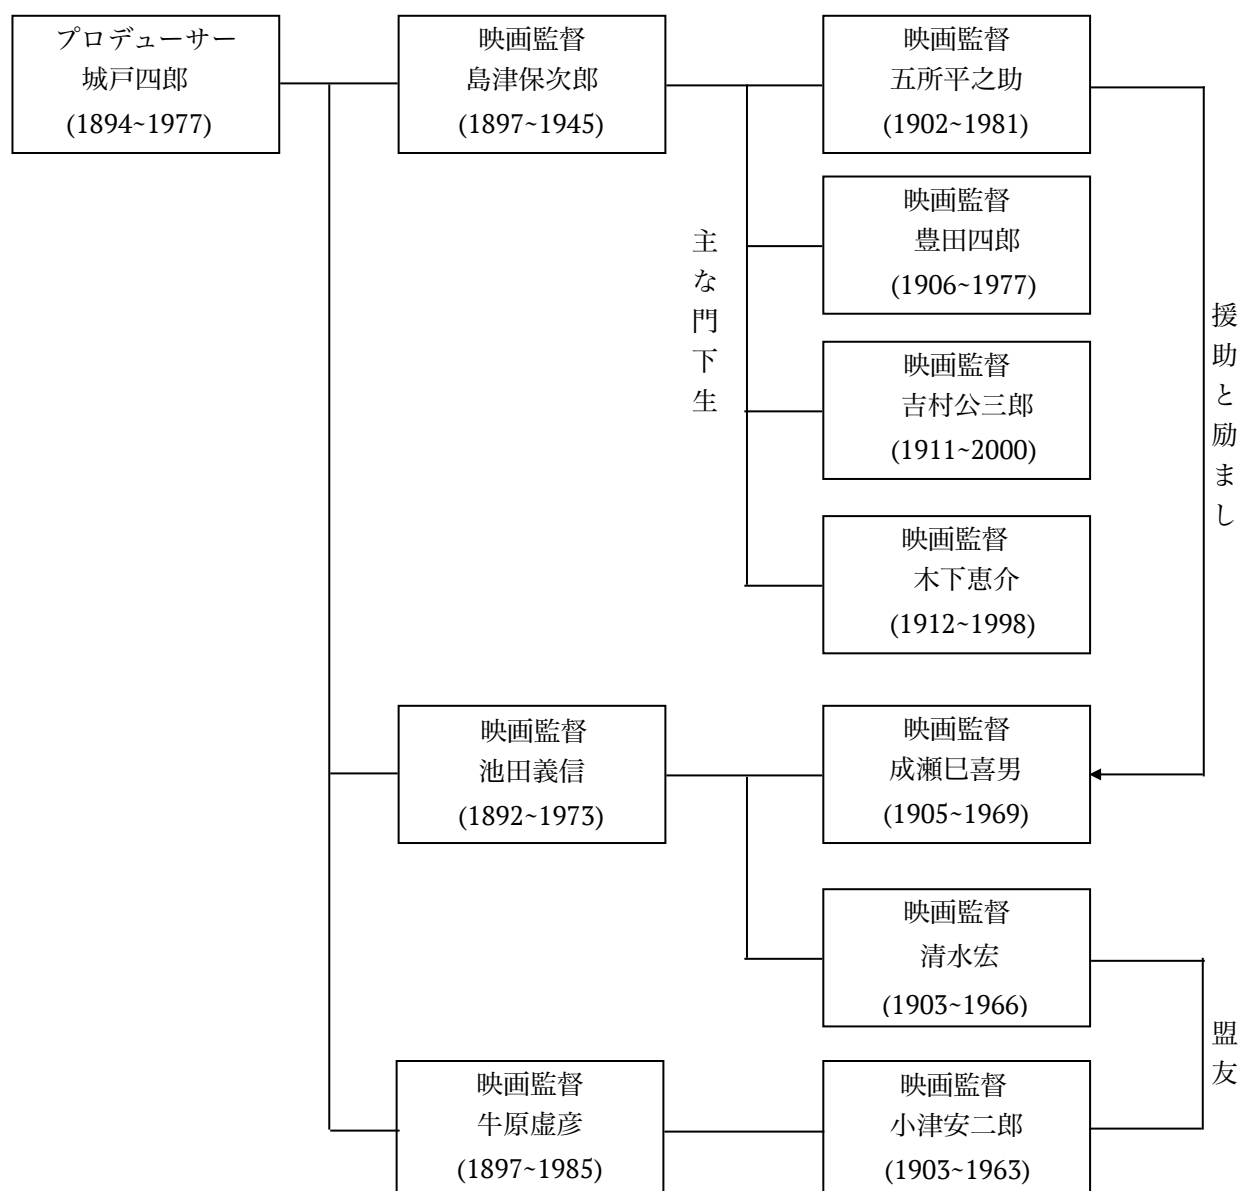 プロデューサー
城戸四郎
(1894~1977)
映画監督
島津保次郎
(1897~1945)
映画監督
五所平之助
(1902~1981)
映画監督
豊田四郎
(1906~1977)
主な門下生
映画監督
吉村公三郎
(1911~2000)
援助と励まし
映画監督
木下恵介
(1912~1998)
映画監督
池田義信
(1892~1973)
映画監督
成瀬巳喜男
(1905~1969)
映画監督
清水宏
(1903~1966)
盟友
映画監督
牛原虚彦
(1897~1985)
映画監督
小津安二郎
(1903~1963)